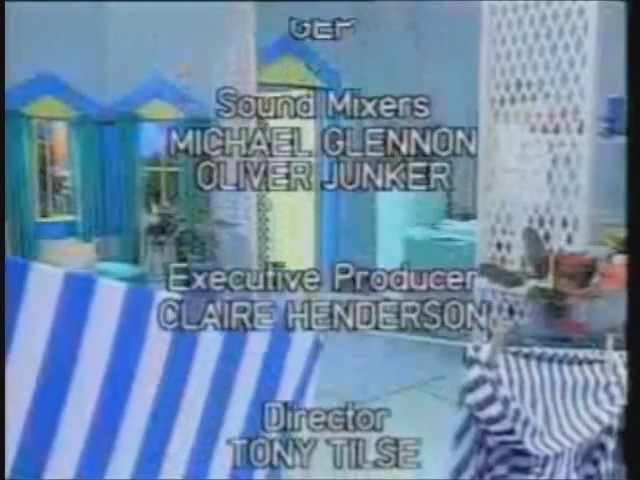 Sound Mixers
MICHAEL GLENNON
OLIVER JUNKER
Executive Producer
CLAIRE HENDERSON
Director
TONY TILSE